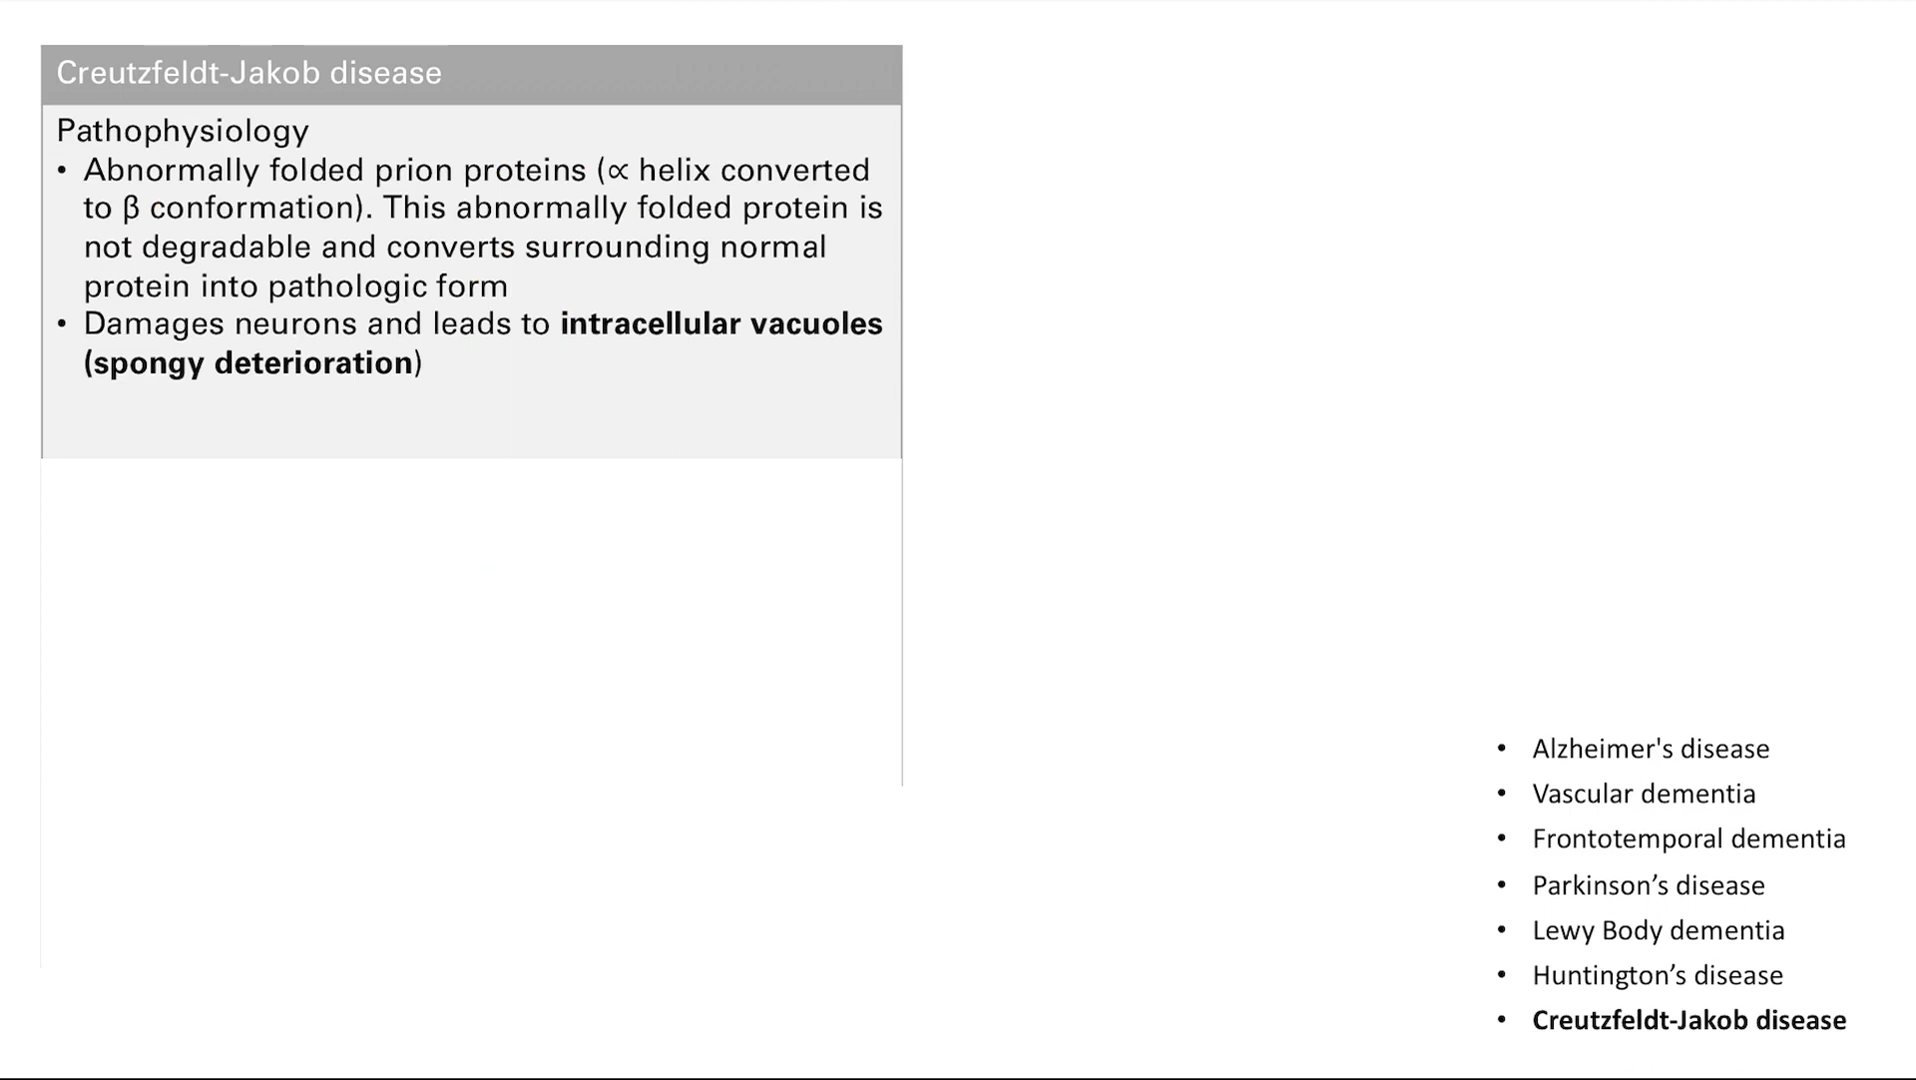 Creutzfeldt-Jakob disease
Pathophysiology
• Abnormally folded prion proteins (∝ helix converted
to β conformation). This abnormally folded protein is
not degradable and converts surrounding normal
protein into pathologic form
• Damages neurons and leads to intracellular vacuoles
(spongy deterioration)
• Alzheimer's disease
• Vascular dementia
• Frontotemporal dementia
• Parkinson’s disease
• Lewy Body dementia
• Huntington’s disease
• Creutzfeldt-Jakob disease